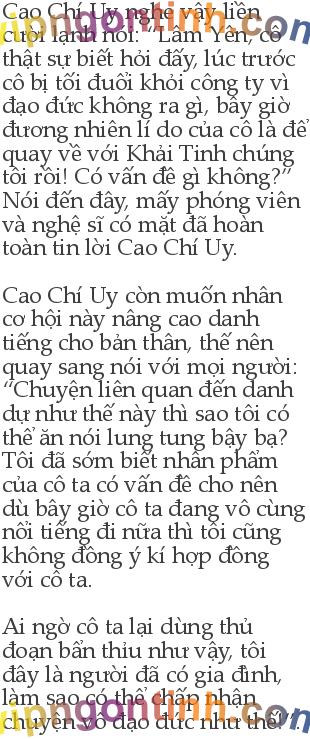 Cao Chí Uy nghe vậy liền
cười lạnh nói: “Lâm Yên, cô
thật sự biết hỏi đấy, lúc trước
cô bị tôi đuổi khỏi công ty vì
đạo đức không ra gì, bây giờ
đương nhiên lí do của cô là để
quay về với Khải Tinh chúng
tôi rồi! Có vấn đề gì không?”
Nói đến đây, mấy phóng viên
và nghệ sĩ có mặt đã hoàn
toàn tin lời Cao Chí Uy.
Cao Chí Uy còn muốn nhân
cơ hội này nâng cao danh
tiếng cho bản thân, thế nên
quay sang nói với mọi người:
“Chuyện liên quan đến danh
dự như thế này thì sao tôi có
thể ăn nói lung tung bậy bạ?
Tôi đã sớm biết nhân phẩm
của cô ta có vấn đề cho nên
dù bây giờ cô ta đang vô cùng
nổi tiếng đi nữa thì tôi cũng
không đồng ý kí hợp đồng
với cô ta.
Ai ngờ cô ta lại dùng thủ
đoạn bẩn thỉu như vậy, tôi
đây là người đã có gia đình,
làm sao có thể chấp nhận
chuyện vô đạo đức như thế!”
vipngontinh.com
vipngontinh.com